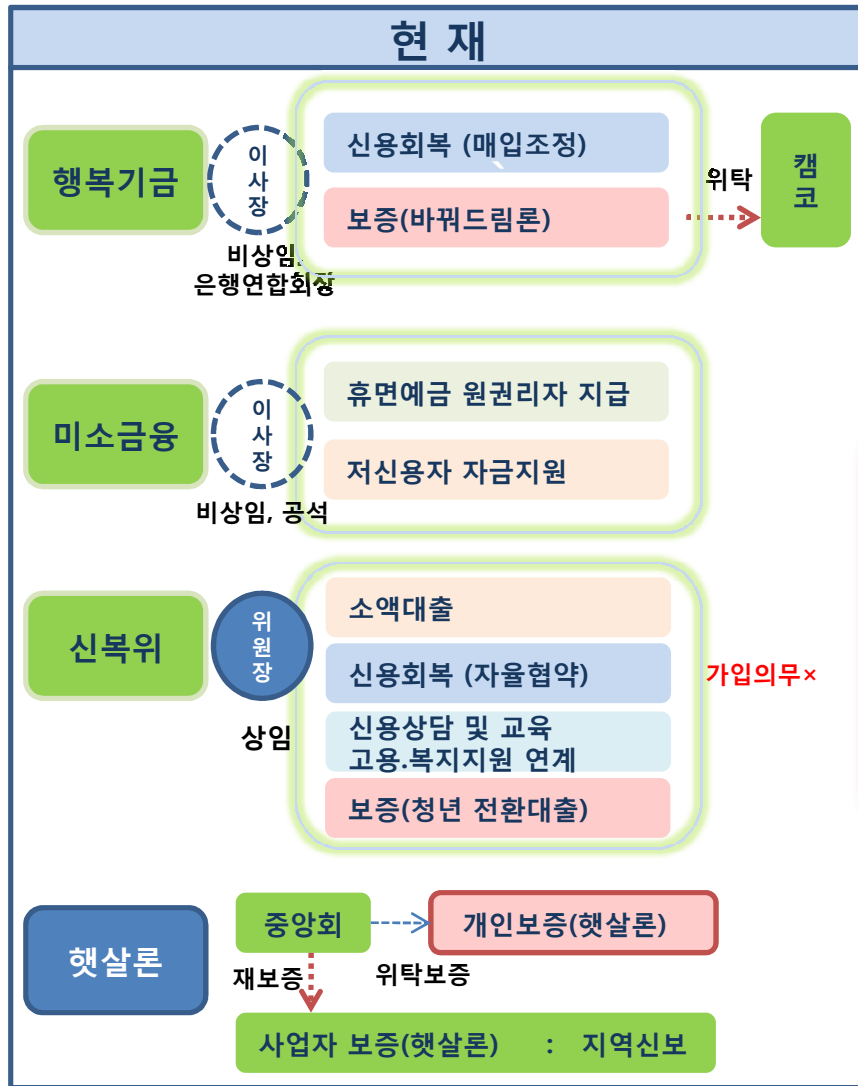 현 재
행복기금
이사장
비상임,
은행연합회장
신용회복 (매입조정)
보증(바꿔드림론)
위탁
캠코
미소금융
이사장
비상임, 공석
휴면예금 원권리자 지급
저신용자 자금지원
신복위
위원장
상임
소액대출
신용회복 (자율협약)
신용상담 및 교육
고용.복지지원 연계
보증(청년 전환대출)
가입의무×
햇살론
중앙회
개인보증(햇살론)
재보증
위탁보증
사업자 보증(햇살론) : 지역신보